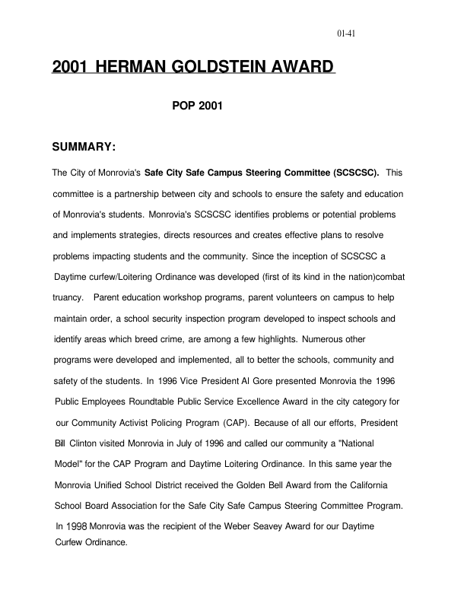 01-41
2001 HERMAN GOLDSTEIN AWARD
POP 2001
SUMMARY:
The City of Monrovia's Safe City Safe Campus Steering Committee (SCSCSC). This
committee is a partnership between city and schools to ensure the safety and education
of Monrovia's students. Monrovia's SCSCSC identifies problems or potential problems
and implements strategies, directs resources and creates effective plans to resolve
problems impacting students and the community. Since the inception of SCSCSC a
Daytime curfew/Loitering Ordinance was developed (first of its kind in the nation)combat
truancy. Parent education workshop programs, parent volunteers on campus to help
maintain order, a school security inspection program developed to inspect schools and
identify areas which breed crime, are among a few highlights. Numerous other
programs were developed and implemented, all to better the schools, community and
safety of the students. In 1996 Vice President Al Gore presented Monrovia the 1996
Public Employees Roundtable Public Service Excellence Award in the city category for
our Community Activist Policing Program (CAP). Because of all our efforts, President
Bill Clinton visited Monrovia in July of 1996 and called our community a "National
Model" for the CAP Program and Daytime Loitering Ordinance. In this same year the
Monrovia Unified School District received the Golden Bell Award from the California
School Board Association for the Safe City Safe Campus Steering Committee Program.
In 1998 Monrovia was the recipient of the Weber Seavey Award for our Daytime
Curfew Ordinance.